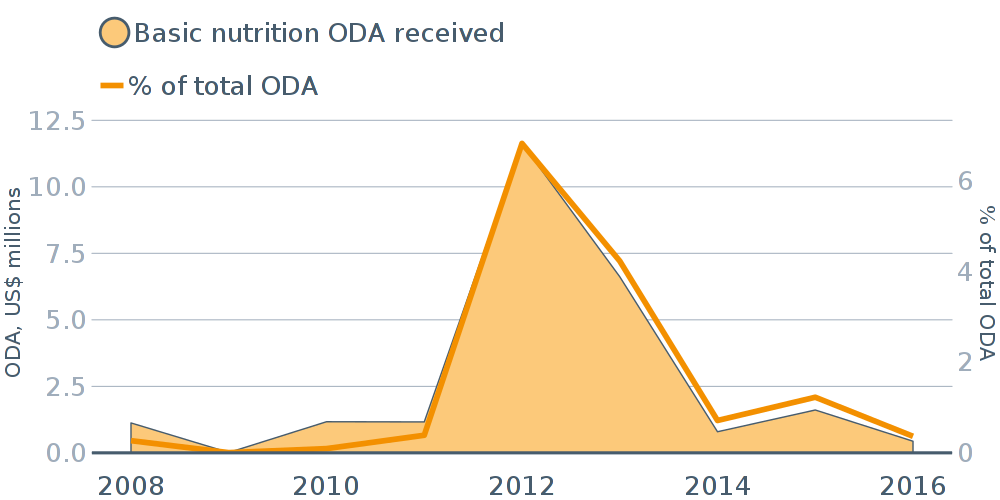 Basic nutrition ODA received
% of total ODA
12.5
10.0
7.5
5.0
2.5
0.0
ODA, US$ millions
6
4
2
0
% of total ODA
2008 2010 2012 2014 2016